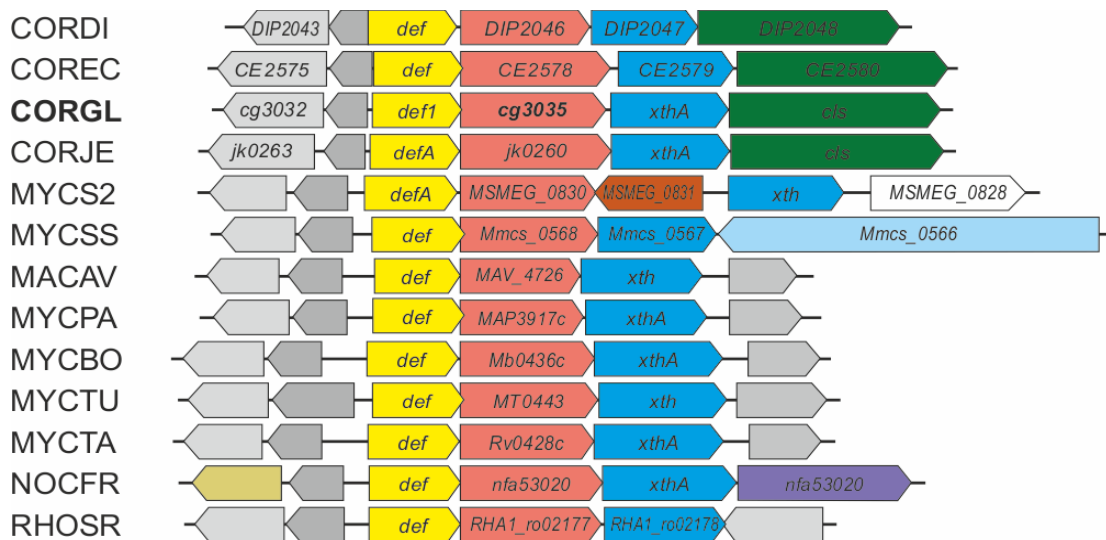 CORDI DIP2043 def DIP2046 DIP2047 DIP2048
COREC CE2575 def CE2578 CE2579 CE2580
CORGL cg3032 def1 cg3035 xthA cls
CORJE jk0263 defA jk0260 xthA cls
MYCS2 defA MSMEG_0830 MSMEG_0831 xth MSMEG_0828
MYCSS def Mmcs_0568 Mmcs_0567 Mmcs_0566
MACAV def MAV_4726 xth
MYCPA def MAP3917c xthA
MYCBO def Mb0436c xthA
MYCTU def MT0443 xth
MYCTA def Rv0428c xthA
NOCFR def nfa53020 xthA nfa53020
RHOSR def RHA1_ro02177 RHA1_ro02178